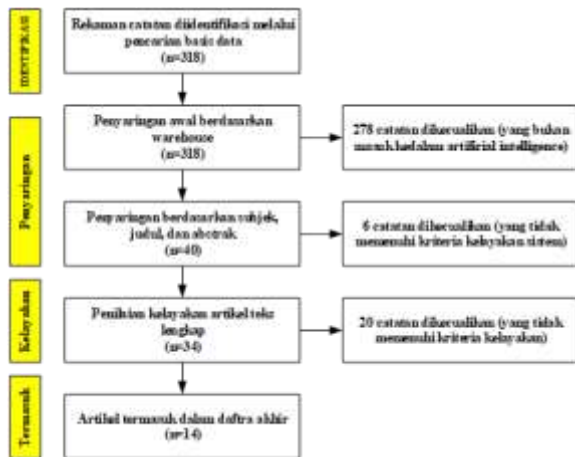 IDENTIFIKASI
Rekaman catatan diidentifikasi melalui
pencarian basis data
(n=318)
Penyaringan
Penyaringan awal berdasarkan
warehouse
(n=318)
278 catatan dikecualikan (yang bukan
masuk kedalam artificial intelligence)
Penyaringan berdasarkan subjek,
judul, dan abstrak
(n=40)
6 catatan dikecualikan (yang tidak
memenuhi kriteria kelayakan sistem)
Kelayakan
Penilaian kelayakan artikel teks
lengkap
(n=34)
20 catatan dikecualikan (yang tidak
memenuhi kriteria kelayakan)
Termasuk
Artikel termasuk dalam daftra akhir
(n=14)